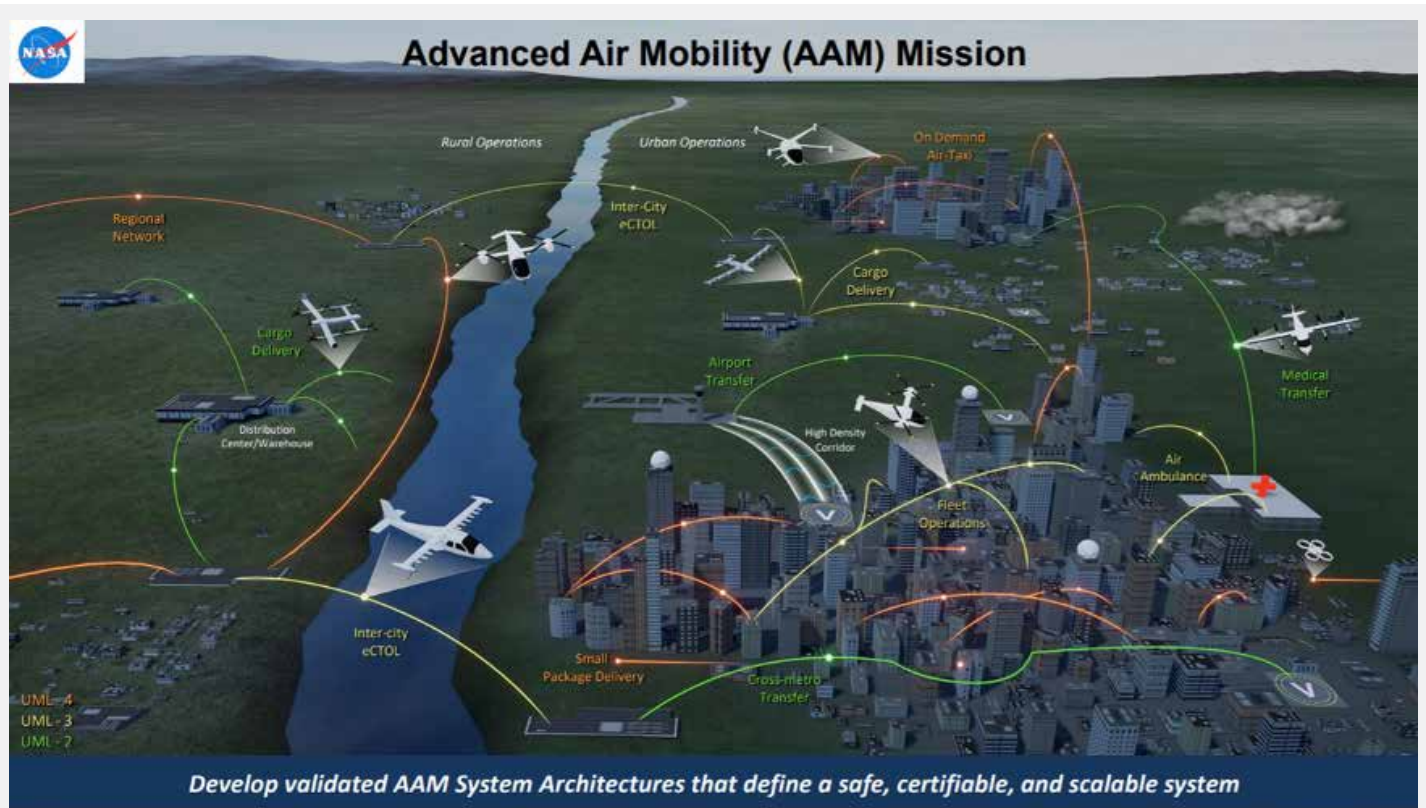 NASA
Advanced Air Mobility (AAM) Mission
Rural Operations
Urban Operations
On Demand
Air-Taxi
Regional
Network
Inter-City
eCTOL
Cargo
Delivery
Cargo
Delivery
Airport
Transfer
Medical
Transfer
Distribution
Center/Warehouse
High Density
Corridor
Air
Ambulance
Fleet
Operations
V
V
Inter-city
eCTOL
Small
Package Delivery
Cross-metro
Transfer
V
UML - 4
UML - 3
UML - 2
Develop validated AAM System Architectures that define a safe, certifiable, and scalable system